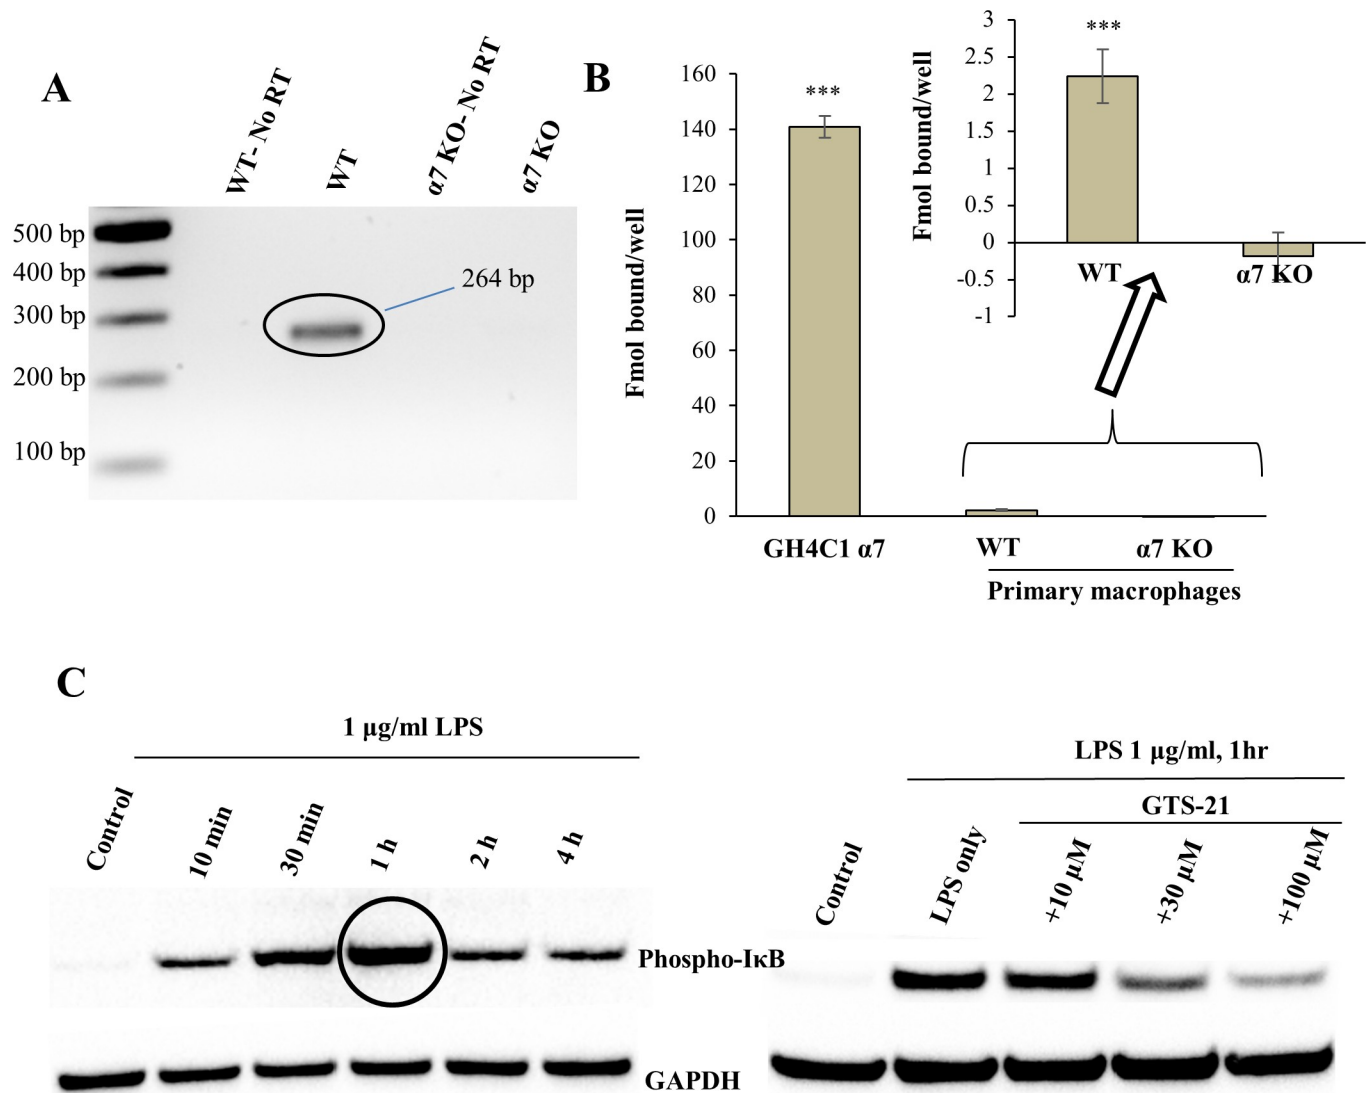 A
WT- No RT
WT
α7 KO- No RT
α7 KO
500 bp
400 bp
300 bp
200 bp
100 bp
264 bp
B
Fmol bound/well
160
140
120
100
80
60
40
20
0
***
GH4C1 α7
WT
α7 KO
Primary macrophages
Fmol bound/well
3
2.5
2
1.5
1
0.5
0
-0.5
-1
***
WT
α7 KO
C
1 μg/ml LPS
Control
10 min
30 min
1 h
2 h
4 h
Phospho-IκB
GAPDH
LPS 1 μg/ml, 1hr
GTS-21
Control
LPS only
+10 μM
+30 μM
+100 μM